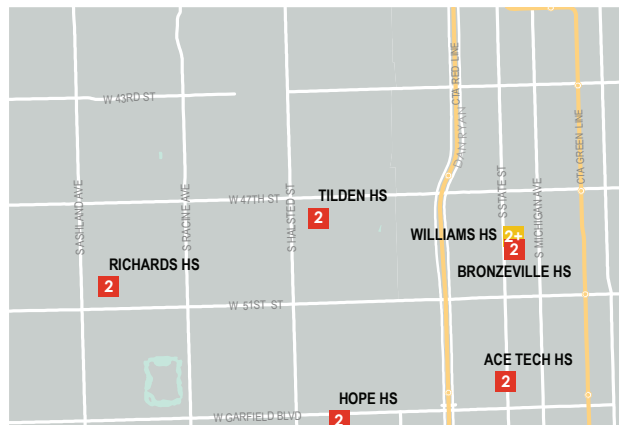 CTA RED LINE
DAN RYAN
CTA GREEN LINE
W 43RD ST
S ASHLAND AVE
S RACINE AVE
S HALSTED ST
S STATE ST
S MICHIGAN AVE
W 47TH ST
TILDEN HS
2
WILLIAMS HS
2+
2
BRONZEVILLE HS
RICHARDS HS
2
W 51ST ST
ACE TECH HS
2
HOPE HS
2
W GARFIELD BLVD